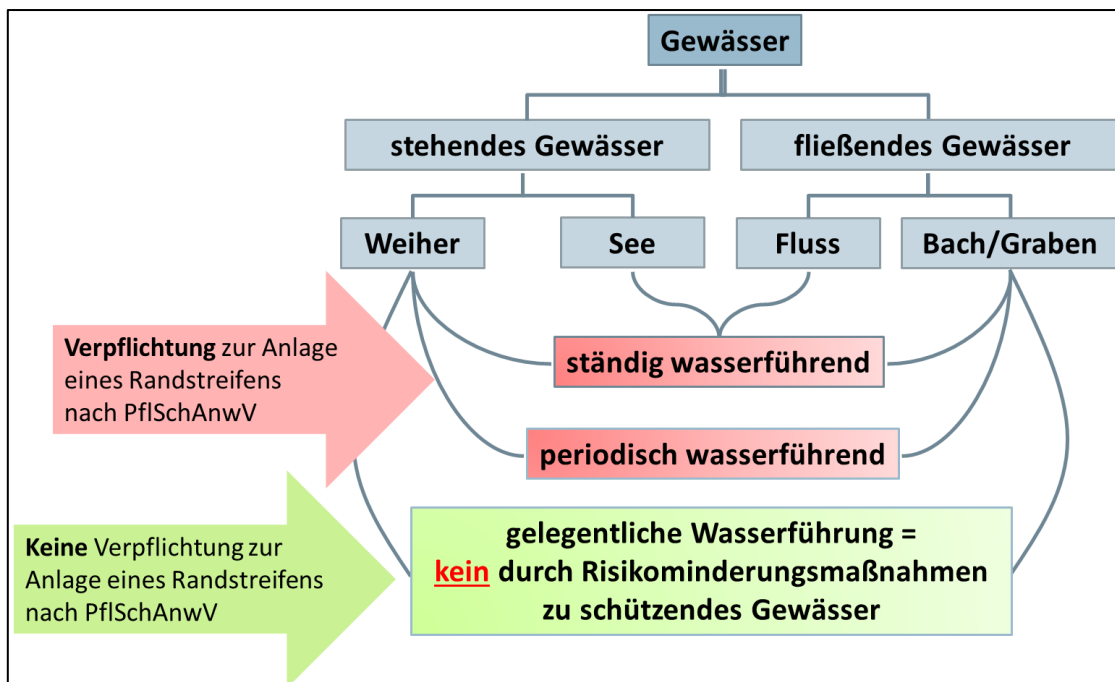 Gewässer
stehendes Gewässer
fließendes Gewässer
Weiher
See
Fluss
Bach/Graben
Verpflichtung zur Anlage
eines Randstreifens
nach PflSchAnwV
ständig wasserführend
periodisch wasserführend
Keine Verpflichtung zur
Anlage eines Randstreifens
nach PflSchAnwV
gelegentliche Wasserführung =
kein durch Risikominderungsmaßnahmen
zu schützendes Gewässer